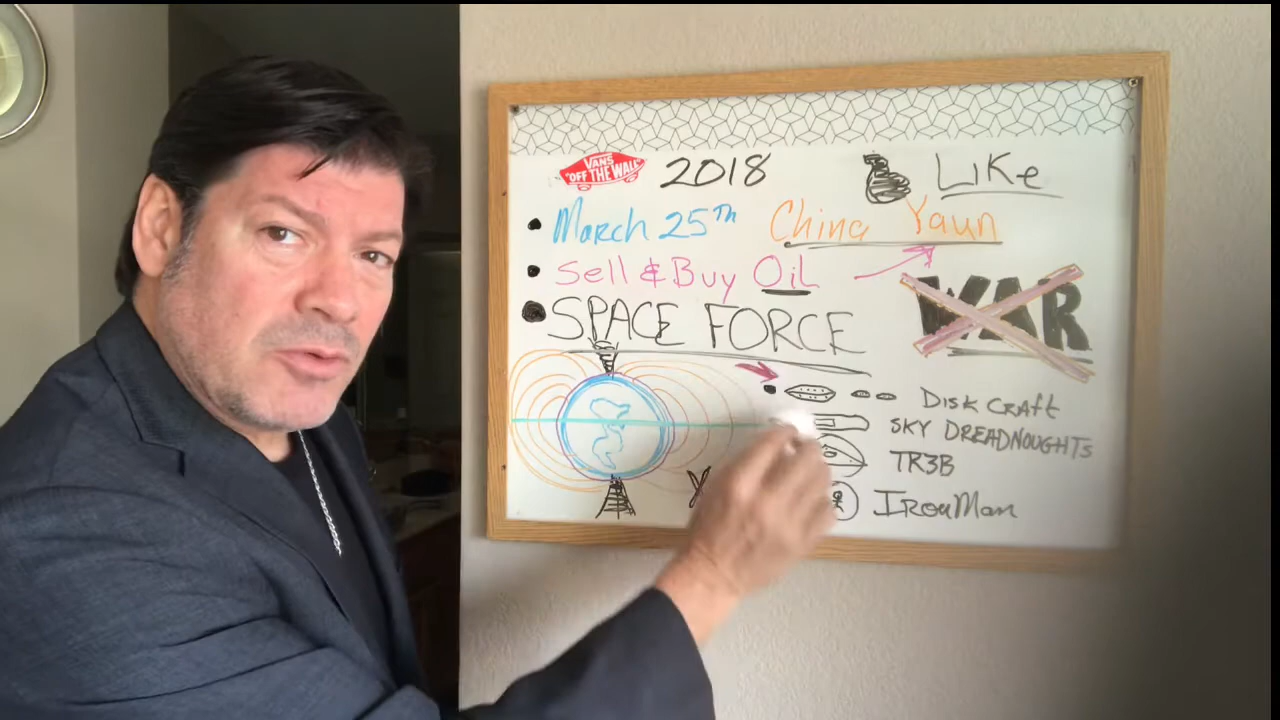 VANS
"OFF THE WALL"
2018
LIKe
March 25TH China Yaun
Sell & Buy OiL
WAR
SPACE FORCE
Disk Craft
SKY DREADNOUGHTS
TR3B
IronMan